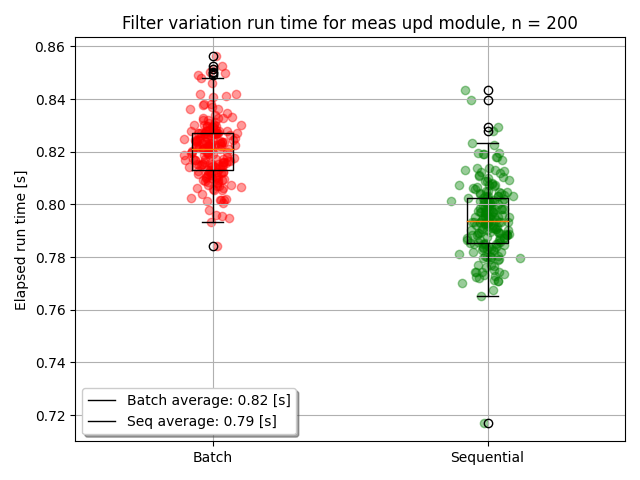 Filter variation run time for meas upd module, n = 200
Elapsed run time [s]
0.86
0.84
0.82
0.80
0.78
0.76
0.74
0.72
Batch average: 0.82 [s]
Seq average: 0.79 [s]
Batch
Sequential